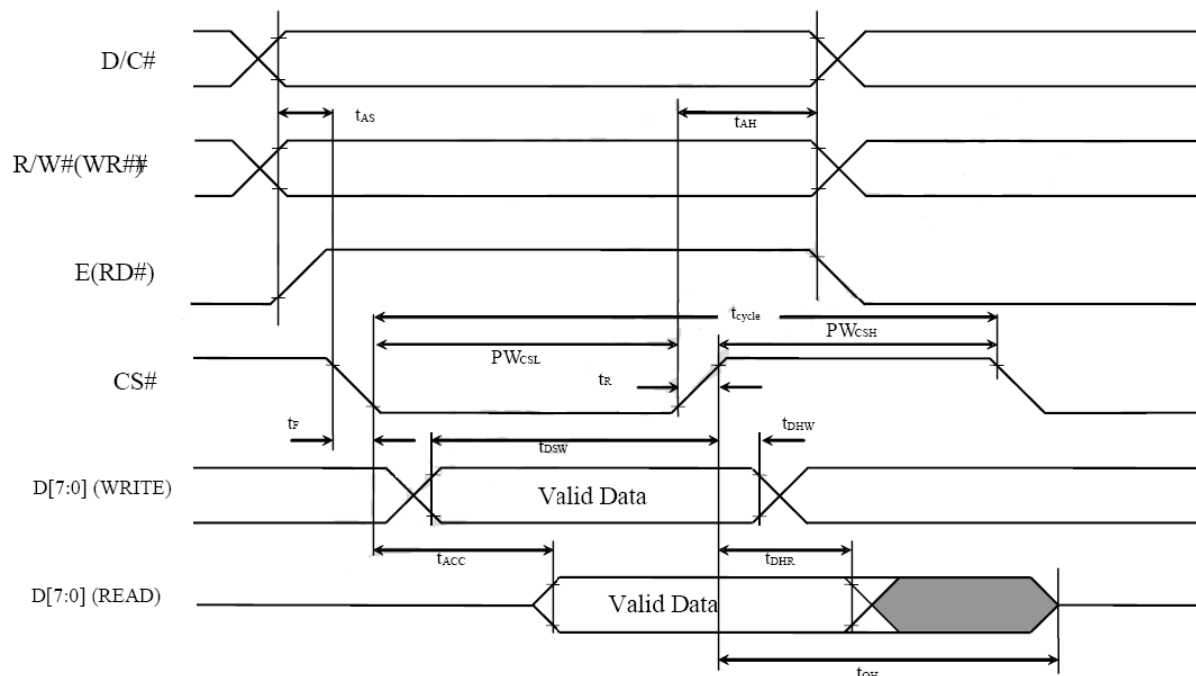 D/C#
tAS
tAH
R/W#(WR##
E(RD#)
tcycle
PWCSL
PWCSH
CS#
tR
tF
tDSW
tDHW
D[7:0] (WRITE)
Valid Data
tACC
tDHR
D[7:0] (READ)
Valid Data
tOH